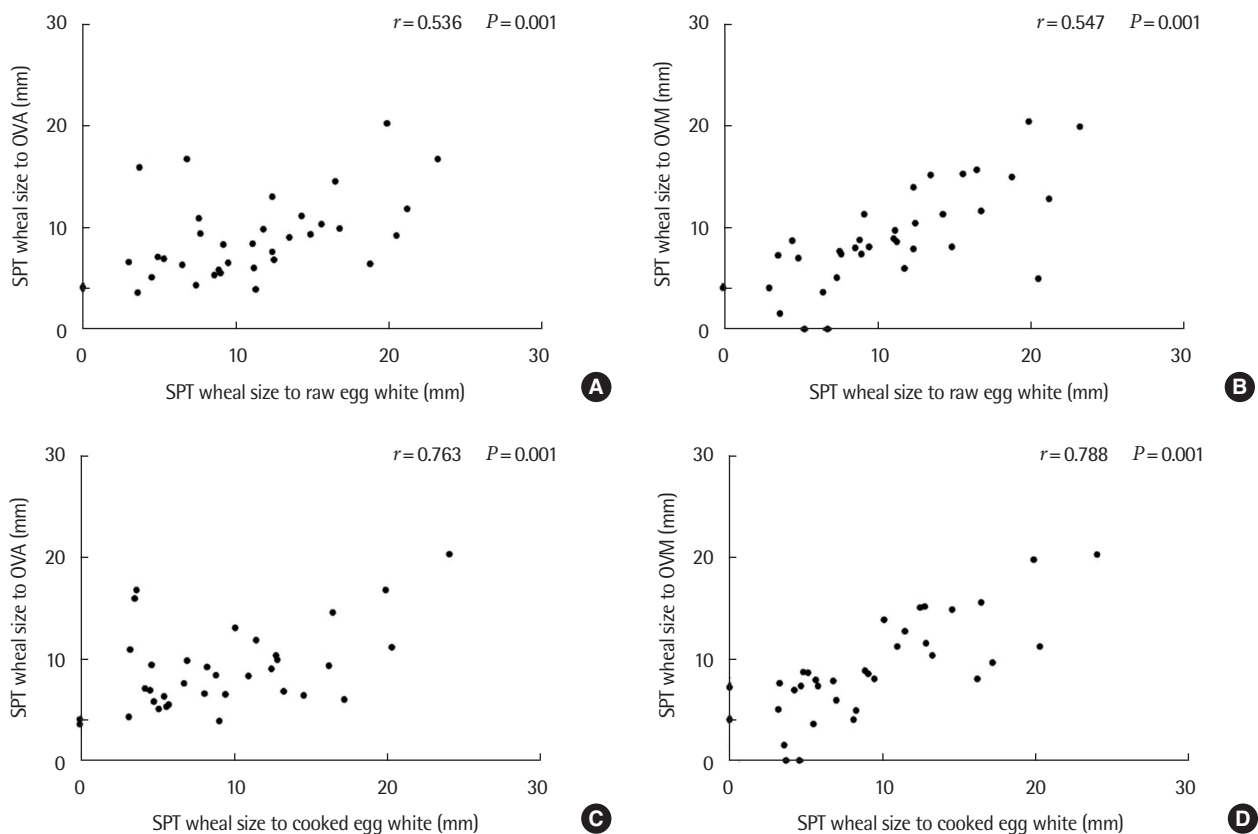 r=0.536 P=0.001
SPT wheal size to OVA (mm)
30
20
10
0
0 10 20 30
SPT wheal size to raw egg white (mm)
A
r=0.547 P=0.001
SPT wheal size to OVM (mm)
30
20
10
0
0 10 20 30
SPT wheal size to raw egg white (mm)
B
r=0.763 P=0.001
SPT wheal size to OVA (mm)
30
20
10
0
0 10 20 30
SPT wheal size to cooked egg white (mm)
C
r=0.788 P=0.001
SPT wheal size to OVM (mm)
30
20
10
0
0 10 20 30
SPT wheal size to cooked egg white (mm)
D